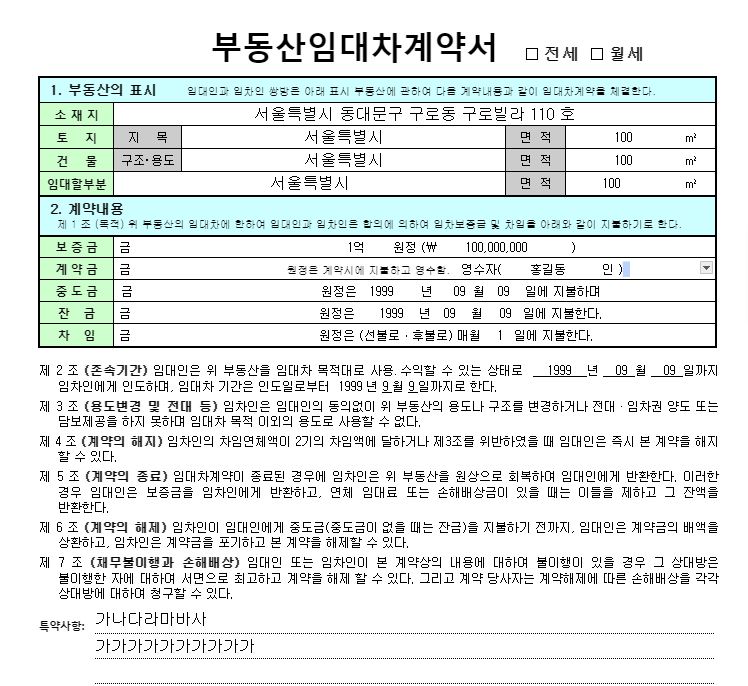 부동산임대차계약서 □ 전세 □ 월세
1. 부동산의 표시 임대인과 임차인 쌍방은 아래 표시 부동산에 관하여 다음 계약내용과 같이 임대차계약을 체결한다.
소 재 지 서울특별시 동대문구 구로동 구로빌라 110 호
토 지 지 목 서울특별시 면 적 100 ㎡
건 물 구조·용도 서울특별시 면 적 100 ㎡
임대할부분 서울특별시 면 적 100 ㎡
2. 계약내용
제 1 조 (목적) 위 부동산의 임대차에 한하여 임대인과 임차인은 합의에 의하여 임차보증금 및 차임을 아래와 같이 지불하기로 한다.
보 증 금 금 1억 원정 (₩ 100,000,000 )
계 약 금 금 원정은 계약시에 지불하고 영수함. 영수자( 홍길동 인 )
중 도 금 금 원정은 1999 년 09 월 09 일에 지불하며
잔 금 금 원정은 1999 년 09 월 09 일에 지불한다.
차 임 금 원정은 (선불로 · 후불로) 매월 1 일에 지불한다.
제 2 조 (존속기간) 임대인은 위 부동산을 임대차 목적대로 사용·수익할 수 있는 상태로 1999 년 09 월 09 일까지
임차인에게 인도하며, 임대차 기간은 인도일로부터 1999 년 9 월 9 일까지로 한다.
제 3 조 (용도변경 및 전대 등) 임차인은 임대인의 동의없이 위 부동산의 용도나 구조를 변경하거나 전대·임차권 양도 또는
담보제공을 하지 못하며 임대차 목적 이외의 용도로 사용할 수 없다.
제 4 조 (계약의 해지) 임차인의 차임연체액이 2기의 차임액에 달하거나 제3조를 위반하였을 때 임대인은 즉시 본 계약을 해지
할 수 있다.
제 5 조 (계약의 종료) 임대차계약이 종료된 경우에 임차인은 위 부동산을 원상으로 회복하여 임대인에게 반환한다. 이러한
경우 임대인은 보증금을 임차인에게 반환하고, 연체 임대료 또는 손해배상금이 있을 때는 이들을 제하고 그 잔액을
반환한다.
제 6 조 (계약의 해제) 임차인이 임대인에게 중도금(중도금이 없을 때는 잔금)을 지불하기 전까지, 임대인은 계약금의 배액을
상환하고, 임차인은 계약금을 포기하고 본 계약을 해제할 수 있다.
제 7 조 (채무불이행과 손해배상) 임대인 또는 임차인이 본 계약상의 내용에 대하여 불이행이 있을 경우 그 상대방은
불이행한 자에 대하여 서면으로 최고하고 계약을 해제 할 수 있다. 그리고 계약 당사자는 계약해제에 따른 손해배상을 각각
상대방에 대하여 청구할 수 있다.
특약사항: 가나다라마바사
가가가가가가가가가가